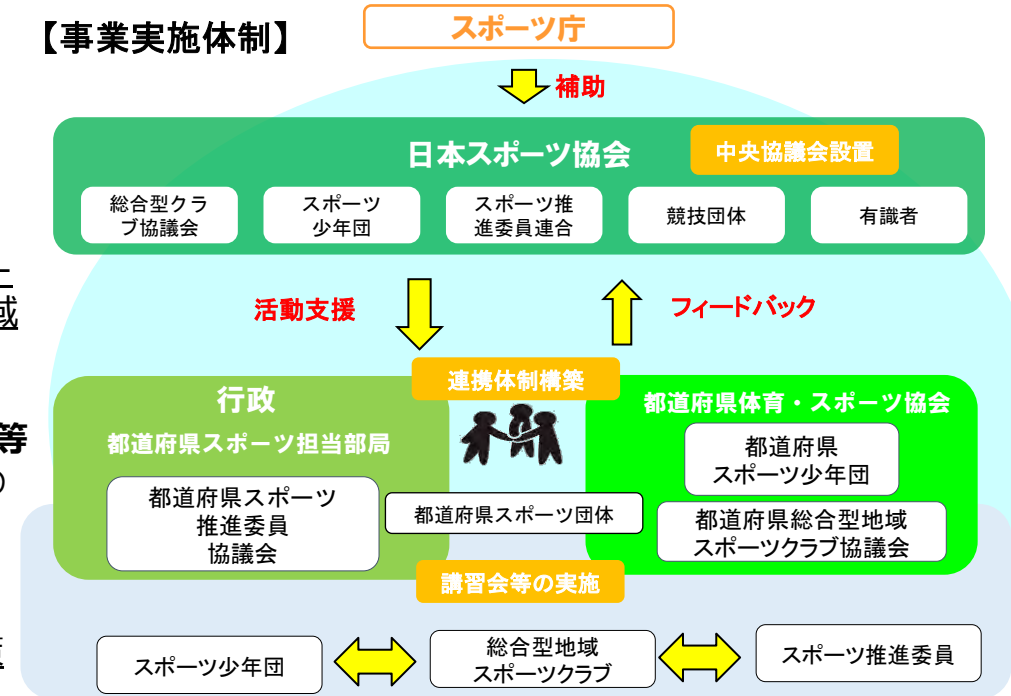 【事業実施体制】
スポーツ庁
補助
日本スポーツ協会
中央協議会設置
総合型クラ
ブ協議会
スポーツ
少年団
スポーツ推
進委員連合
競技団体
有識者
域
活動支援
フィードバック
連携体制構築
行政
都道府県スポーツ担当部局
都道府県体育・スポーツ協会
等
都道府県スポーツ
推進委員
協議会
都道府県スポーツ団体
都道府県
スポーツ少年団
都道府県総合型地域
スポーツクラブ協議会
講習会等の実施
スポーツ少年団
総合型地域
スポーツクラブ
スポーツ推進委員